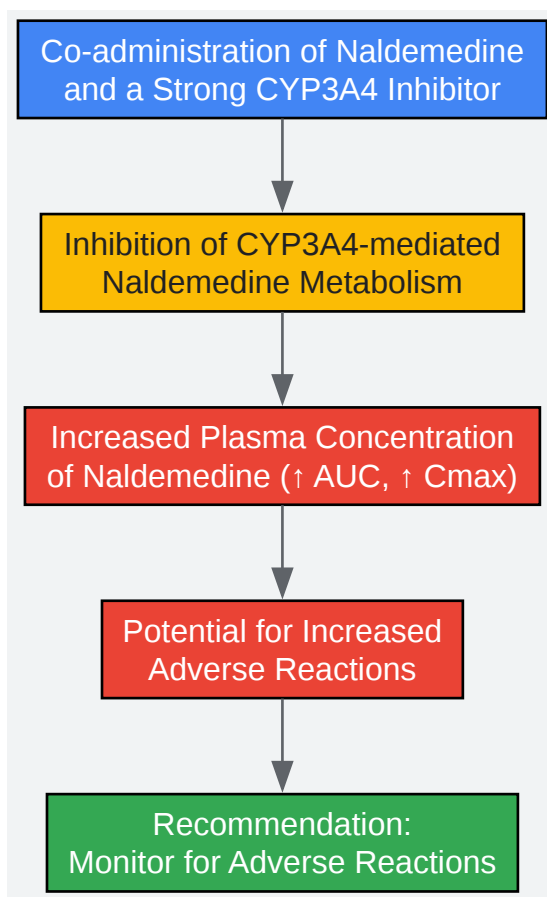 Co-administration of Naldemedine
and a Strong CYP3A4 Inhibitor
Inhibition of CYP3A4-mediated
Naldemedine Metabolism
Increased Plasma Concentration
of Naldemedine (↑ AUC, ↑ Cmax)
Potential for Increased
Adverse Reactions
Recommendation:
Monitor for Adverse Reactions